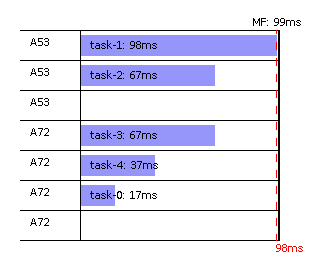 MF: 99ms
A53 task-1: 98ms
A53 task-2: 67ms
A53
A72 task-3: 67ms
A72 task-4: 37ms
A72 task-0: 17ms
A72
98ms